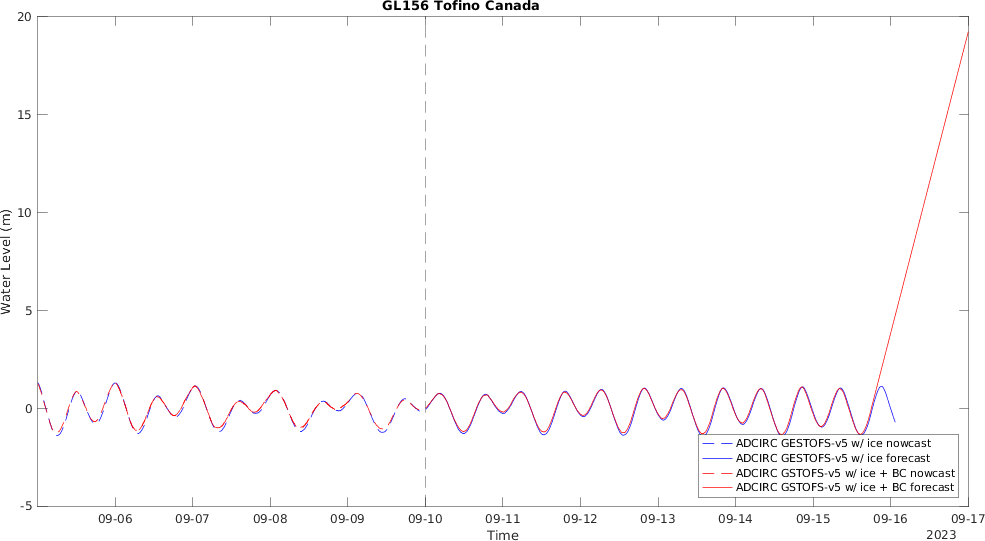 GL156 Tofino Canada
20
15
10
5
0
-5
Water Level (m)
09-06
09-07
09-08
09-09
09-10
09-11
09-12
09-13
09-14
09-15
09-16
09-17
Time
2023
ADCIRC GESTOFS-v5 w/ ice nowcast
ADCIRC GESTOFS-v5 w/ ice forecast
ADCIRC GSTOFS-v5 w/ ice + BC nowcast
ADCIRC GSTOFS-v5 w/ ice + BC forecast